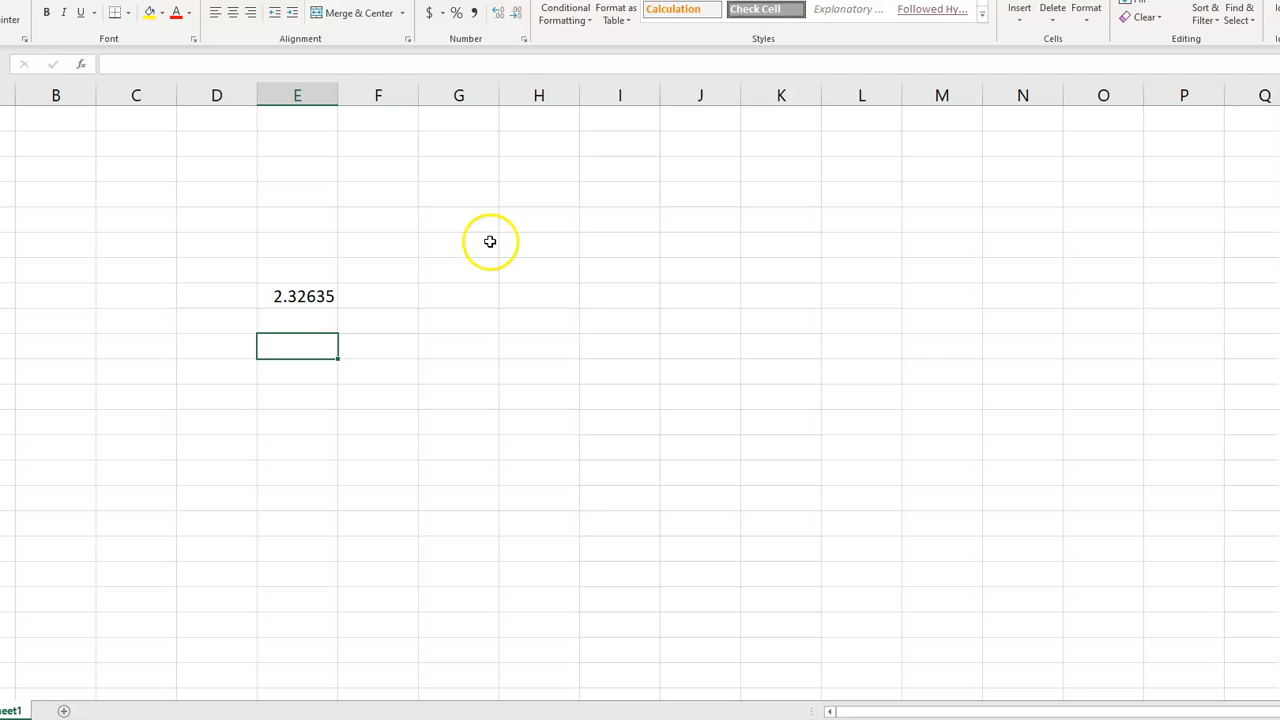 inter B I U A Merge & Center $ % , Conditional Formatting Format as Table Calculation Check Cell Explanatory ... Followed Hy... Insert Delete Format Clear Sort & Filter Find & Select
Font Alignment Number Styles Cells Editing
fx
B C D E F G H I J K L M N O P Q
2.32635
eet1